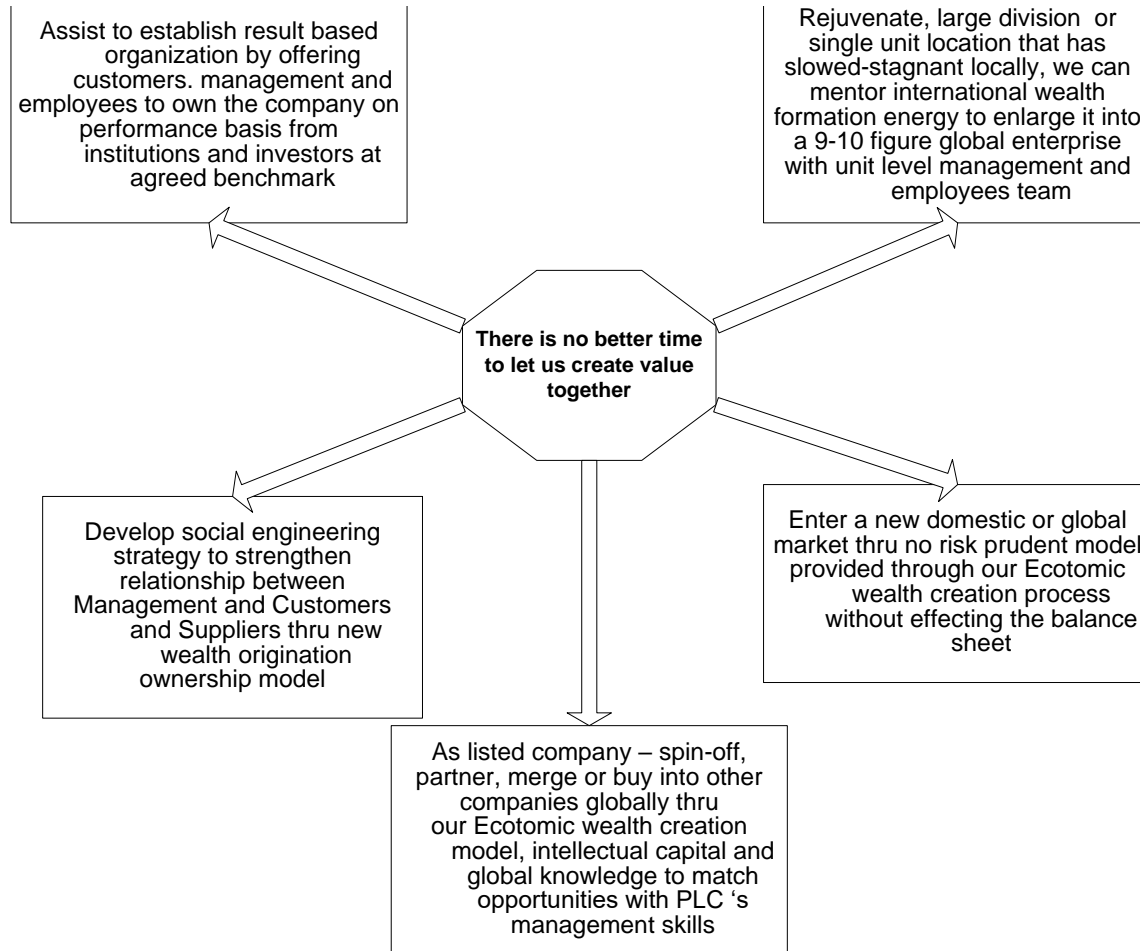 Assist to establish result based
organization by offering
customers. management and
employees to own the company on
performance basis from
institutions and investors at
agreed benchmark
Rejuvenate, large division or
single unit location that has
slowed-stagnant locally, we can
mentor international wealth
formation energy to enlarge it into
a 9-10 figure global enterprise
with unit level management and
employees team
There is no better time
to let us create value
together
Develop social engineering
strategy to strengthen
relationship between
Management and Customers
and Suppliers thru new
wealth origination
ownership model
Enter a new domestic or global
market thru no risk prudent model
provided through our Ecotomic
wealth creation process
without effecting the balance
sheet
As listed company – spin-off,
partner, merge or buy into other
companies globally thru
our Ecotomic wealth creation
model, intellectual capital and
global knowledge to match
opportunities with PLC ‘s
management skills